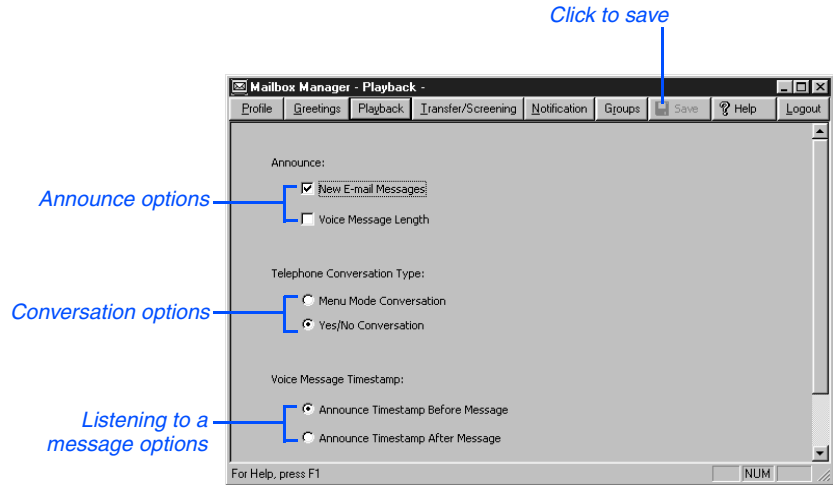 Click to save
Mailbox Manager - Playback -
Profile Greetings Playback Transfer/Screening Notification Groups Save Help Logout
Announce:
Announce options
New E-mail Messages
Voice Message Length
Telephone Conversation Type:
Conversation options
Menu Mode Conversation
Yes/No Conversation
Voice Message Timestamp:
Listening to a
message options
Announce Timestamp Before Message
Announce Timestamp After Message
For Help, press F1 NUM